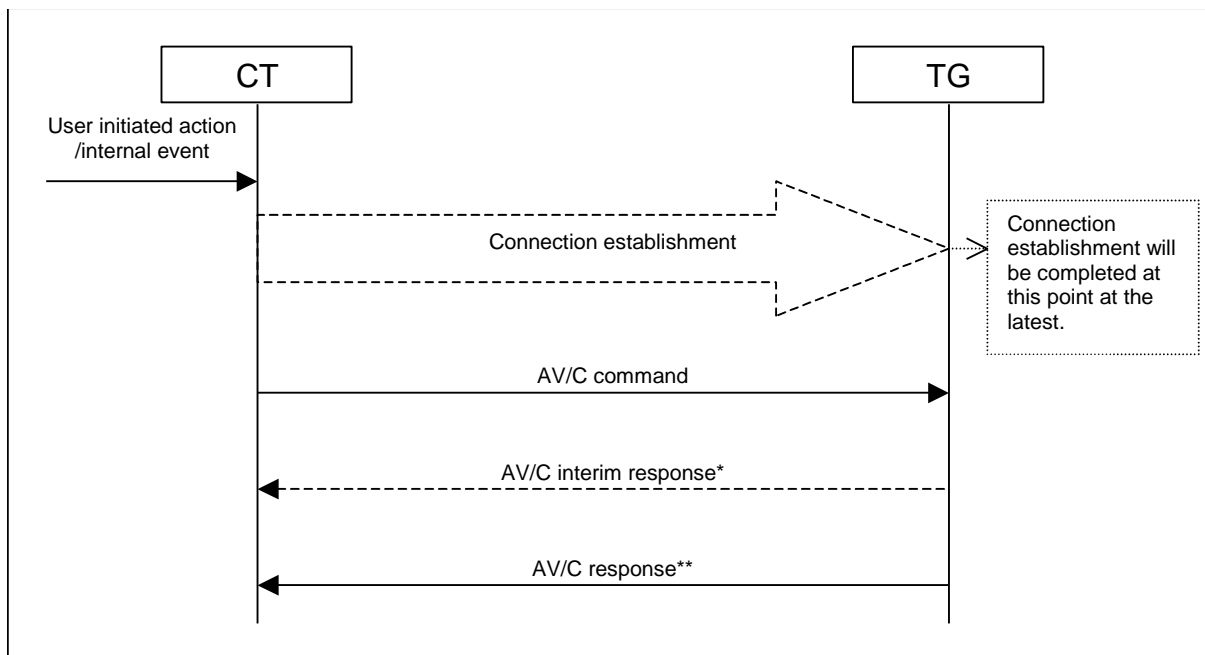 CT
TG
User initiated action
/internal event
Connection establishment
Connection
establishment will
be completed at
this point at the
latest.
AV/C command
AV/C interim response*
AV/C response**